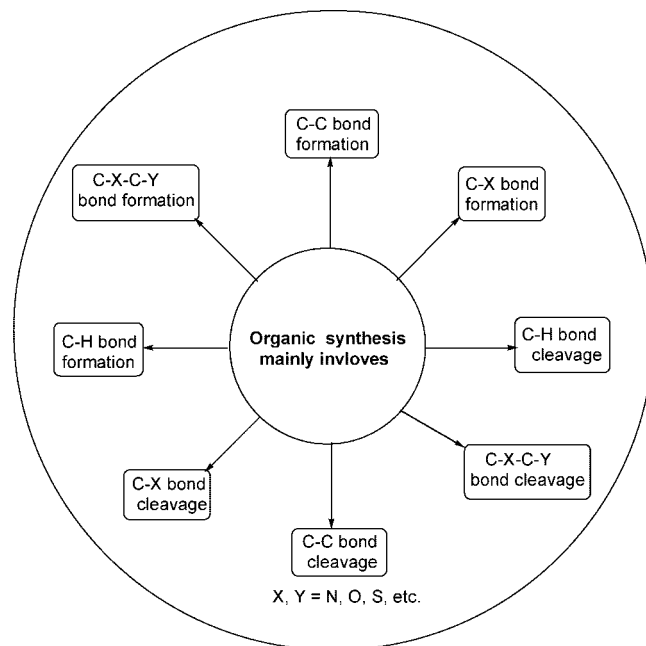 C-C bond
formation
C-X-C-Y
bond formation
C-X bond
formation
Organic synthesis
mainly invloves
C-H bond
formation
C-H bond
cleavage
C-X bond
cleavage
C-X-C-Y
bond cleavage
C-C bond
cleavage
X, Y = N, O, S, etc.